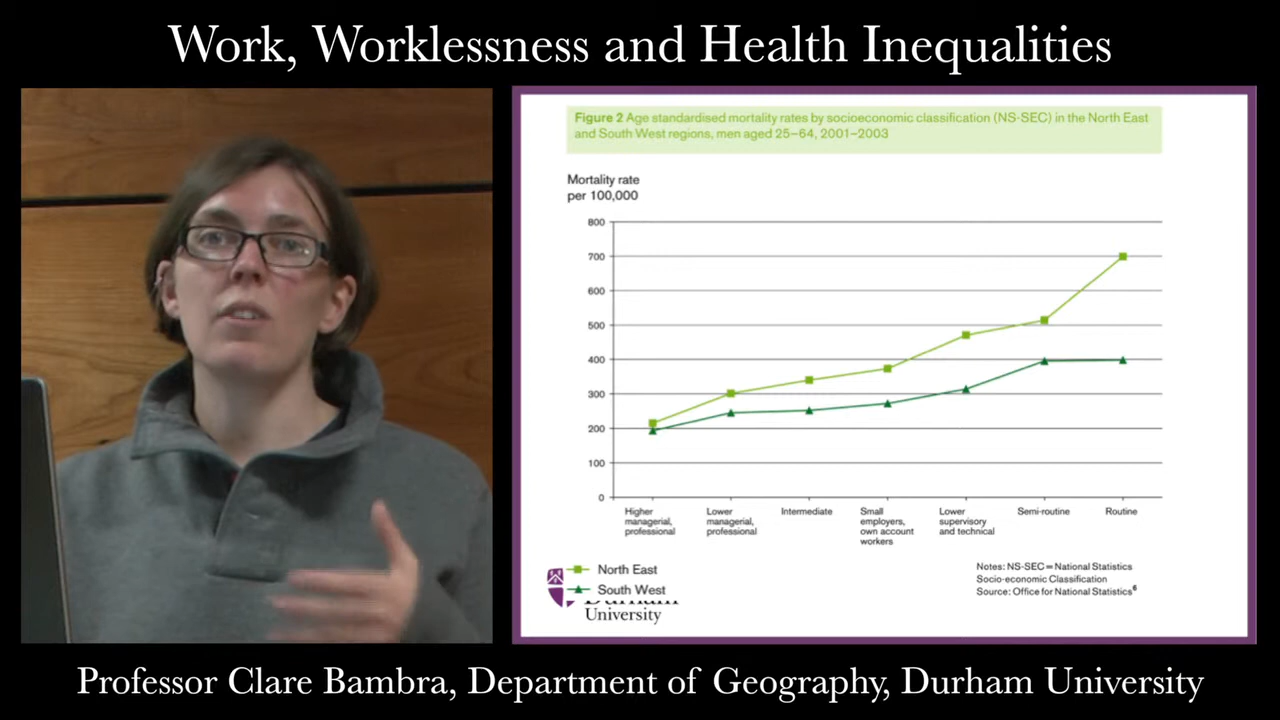 Work, Worklessness and Health Inequalities
Figure 2 Age standardised mortality rates by socioeconomic classification (NS-SEC) in the North East
and South West regions, men aged 25–64, 2001–2003
Mortality rate
per 100,000
800
700
600
500
400
300
200
100
0
Higher
managerial,
professional
Lower
managerial,
professional
Intermediate
Small
employers,
own account
workers
Lower
supervisory
and technical
Semi-routine
Routine
North East
South West
Durham
University
Notes: NS-SEC = National Statistics
Socio-economic Classification
Source: Office for National Statistics⁶
Professor Clare Bambra, Department of Geography, Durham University